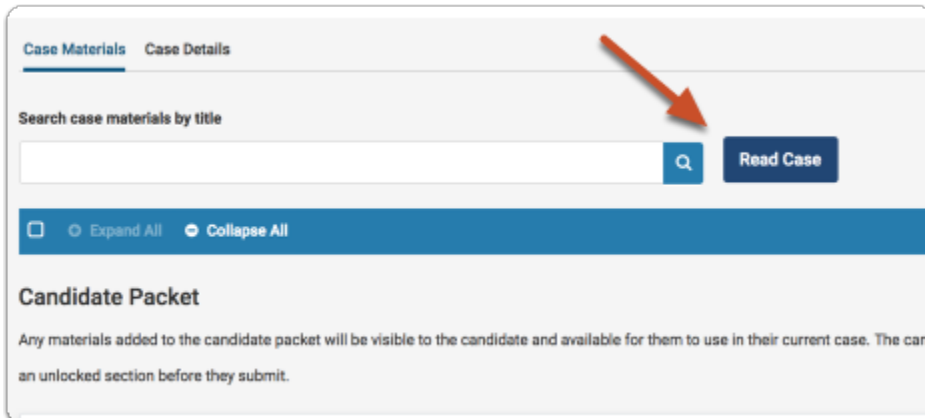 Case Materials Case Details
Search case materials by title
Read Case
Expand All Collapse All
Candidate Packet
Any materials added to the candidate packet will be visible to the candidate and available for them to use in their current case. The
an unlocked section before they submit.